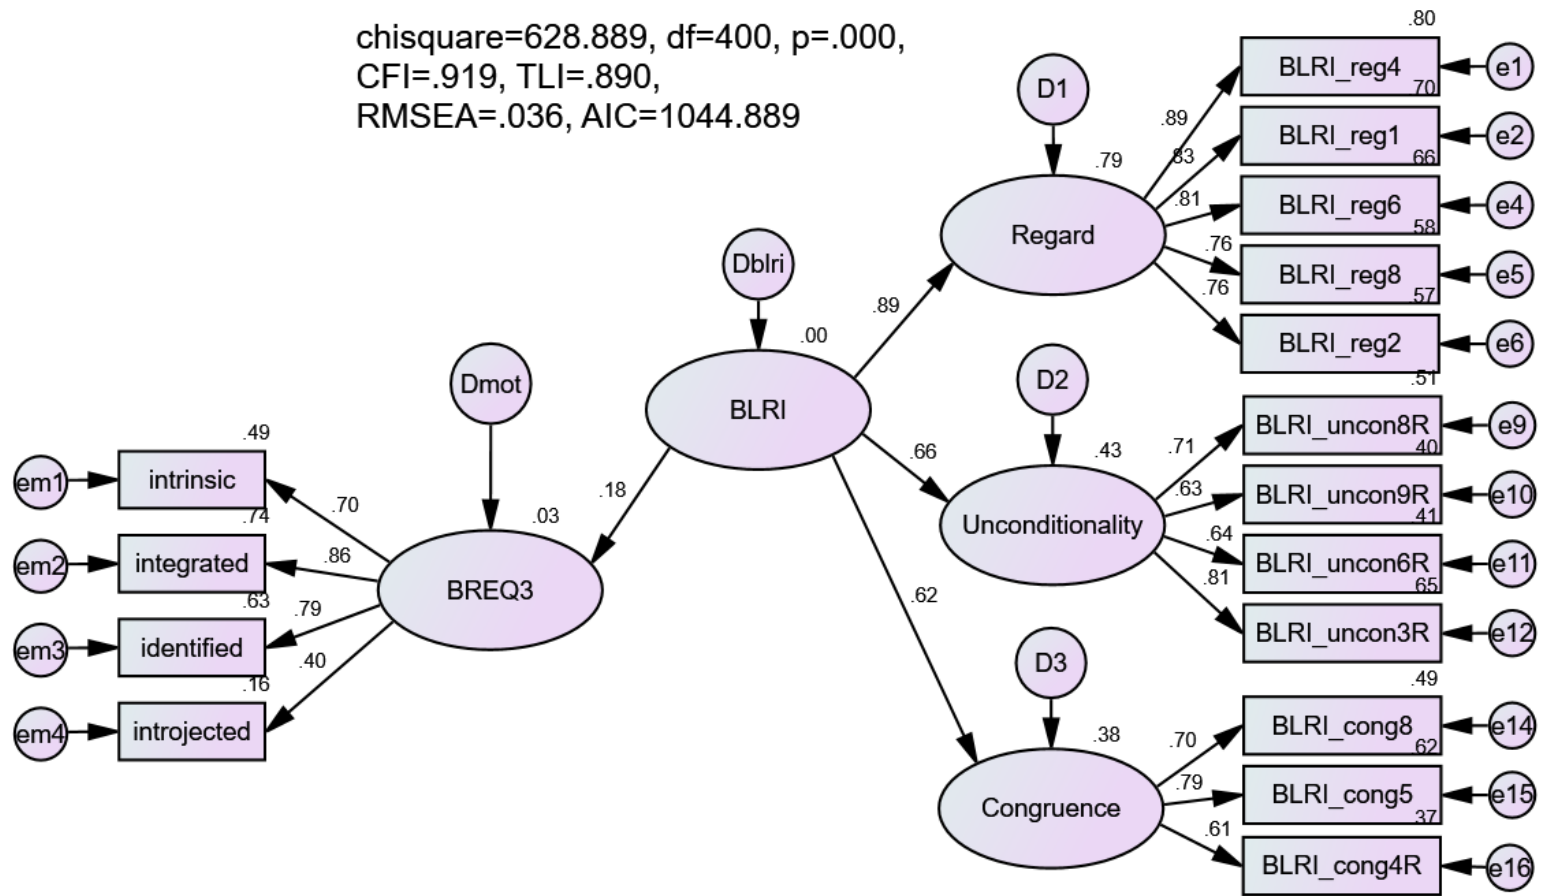 chisquare=628.889, df=400, p=.000,
CFI=.919, TLI=.890,
RMSEA=.036, AIC=1044.889
em1
intrinsic
.49
em2
integrated
.74
em3
identified
.63
em4
introjected
.16
.70
.86
.79
.40
Dmot
BREQ3
.03
.18
Dblri
BLRI
.00
.89
.66
.62
D1
Regard
.79
.89
.83
.81
.76
.76
.80
BLRI_reg4
e1
.70
BLRI_reg1
e2
.66
BLRI_reg6
e4
.58
BLRI_reg8
e5
.57
BLRI_reg2
e6
D2
Unconditionality
.43
.71
.63
.64
.81
.51
BLRI_uncon8R
e9
.40
BLRI_uncon9R
e10
.41
BLRI_uncon6R
e11
.65
BLRI_uncon3R
e12
D3
Congruence
.38
.70
.79
.61
.49
BLRI_cong8
e14
.62
BLRI_cong5
e15
.37
BLRI_cong4R
e16